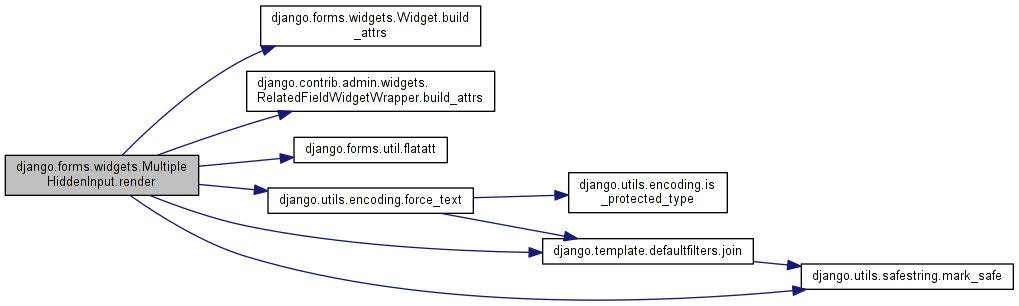 django.forms.widgets.Widget.build
_attrs
django.contrib.admin.widgets.
RelatedFieldWidgetWrapper.build_attrs
django.forms.util.flatatt
django.forms.widgets.Multiple
HiddenInput.render
django.utils.encoding.force_text
django.utils.encoding.is
_protected_type
django.template.defaultfilters.join
django.utils.safestring.mark_safe